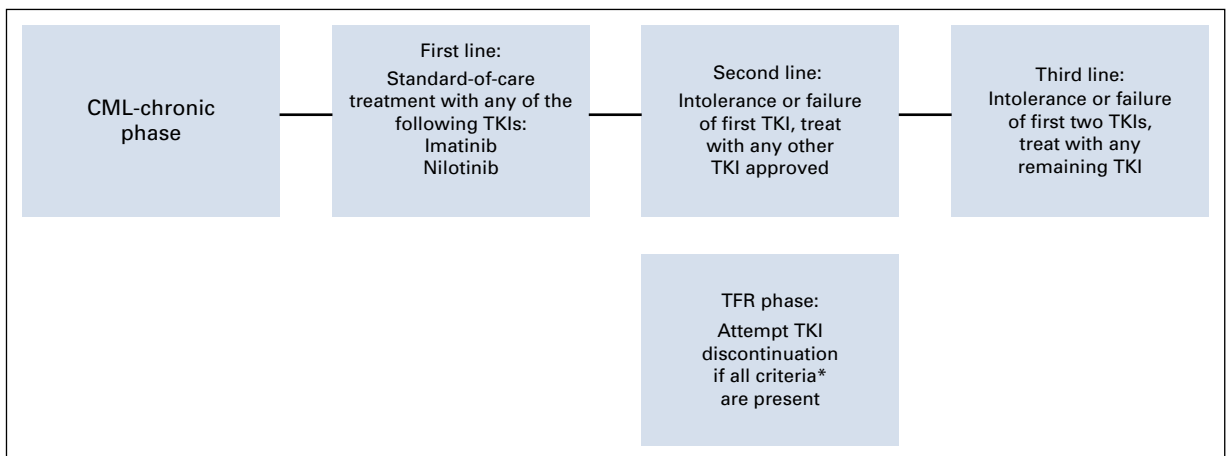 CML-chronic
phase
First line:
Standard-of-care
treatment with any of the
following TKIs:
Imatinib
Nilotinib
Second line:
Intolerance or failure
of first TKI, treat
with any other
TKI approved
Third line:
Intolerance or failure
of first two TKIs,
treat with any
remaining TKI
TFR phase:
Attempt TKI
discontinuation
if all criteria*
are present